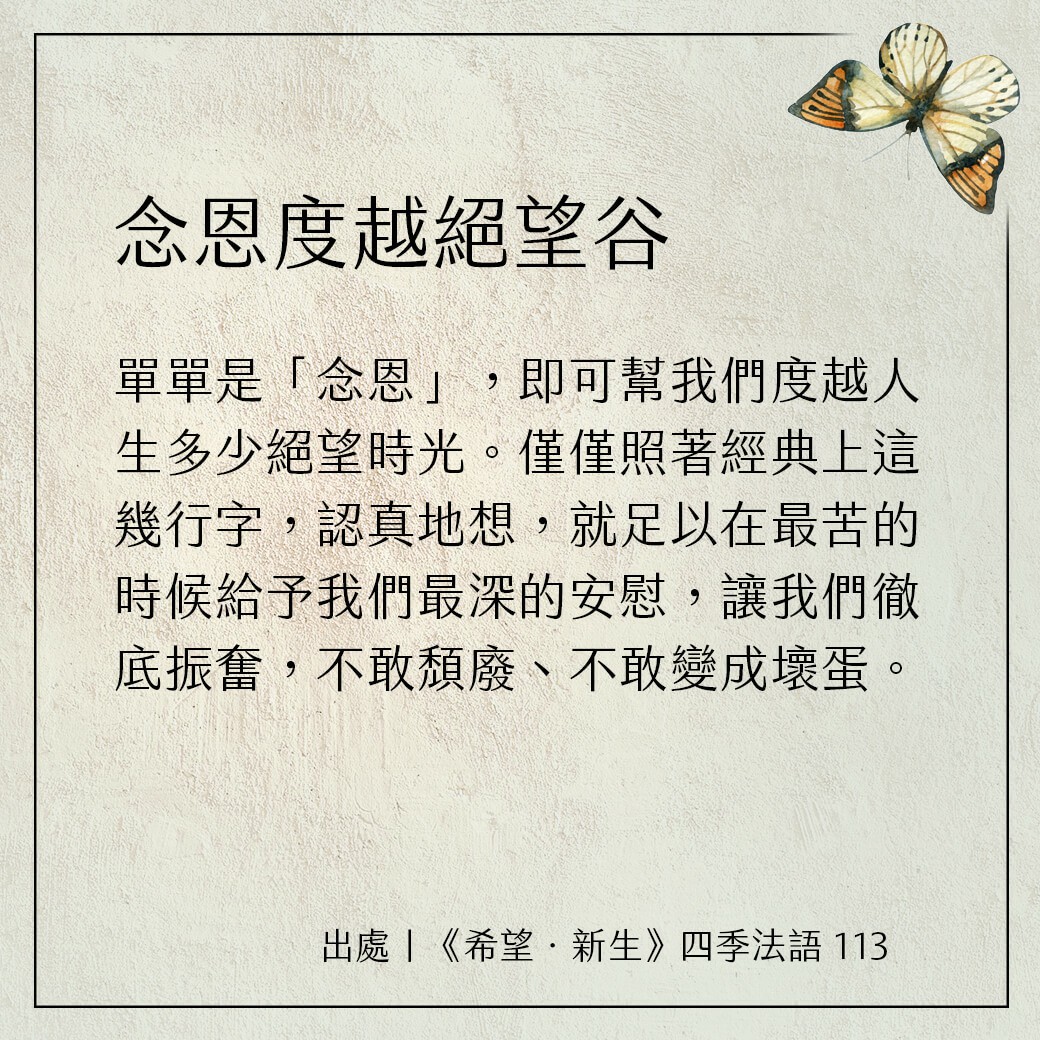 念恩度越絕望谷
單單是「念恩」，即可幫我們度越人
生多少絕望時光。僅僅照著經典上這
幾行字，認真地想，就足以在最苦的
時候給予我們最深的安慰，讓我們徹
底振奮，不敢頹廢、不敢變成壞蛋。
出處｜《希望．新生》四季法語 113